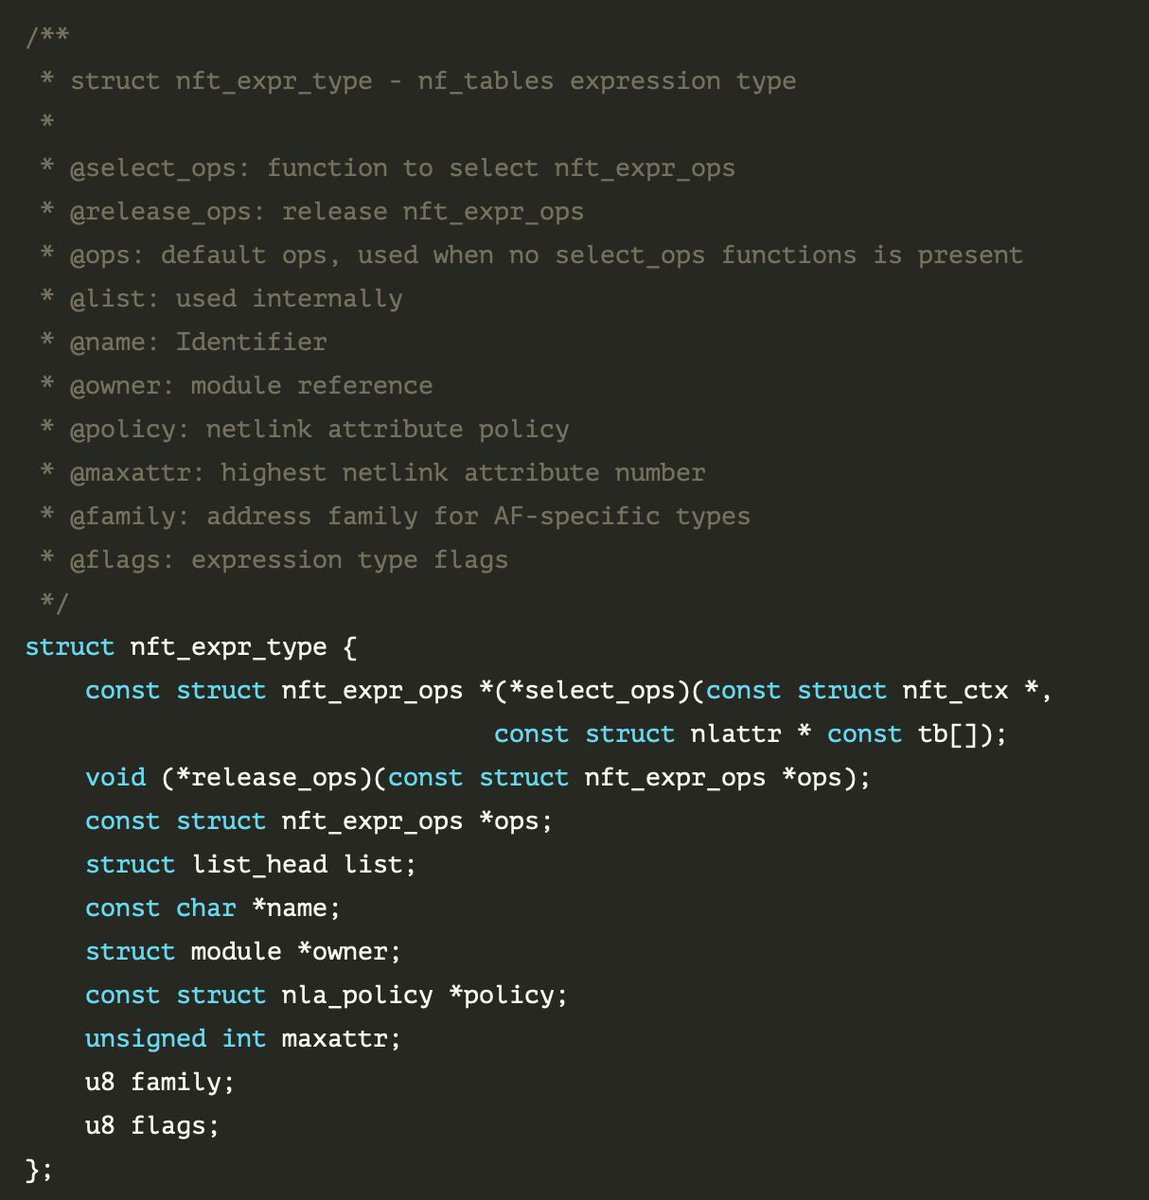 /**
 * struct nft_expr_type - nf_tables expression type
 *
 * @select_ops: function to select nft_expr_ops
 * @release_ops: release nft_expr_ops
 * @ops: default ops, used when no select_ops functions is present
 * @list: used internally
 * @name: Identifier
 * @owner: module reference
 * @policy: netlink attribute policy
 * @maxattr: highest netlink attribute number
 * @family: address family for AF-specific types
 * @flags: expression type flags
 */
struct nft_expr_type {
    const struct nft_expr_ops *(*select_ops)(const struct nft_ctx *,
                               const struct nlattr * const tb[]);
    void (*release_ops)(const struct nft_expr_ops *ops);
    const struct nft_expr_ops *ops;
    struct list_head list;
    const char *name;
    struct module *owner;
    const struct nla_policy *policy;
    unsigned int maxattr;
    u8 family;
    u8 flags;
};